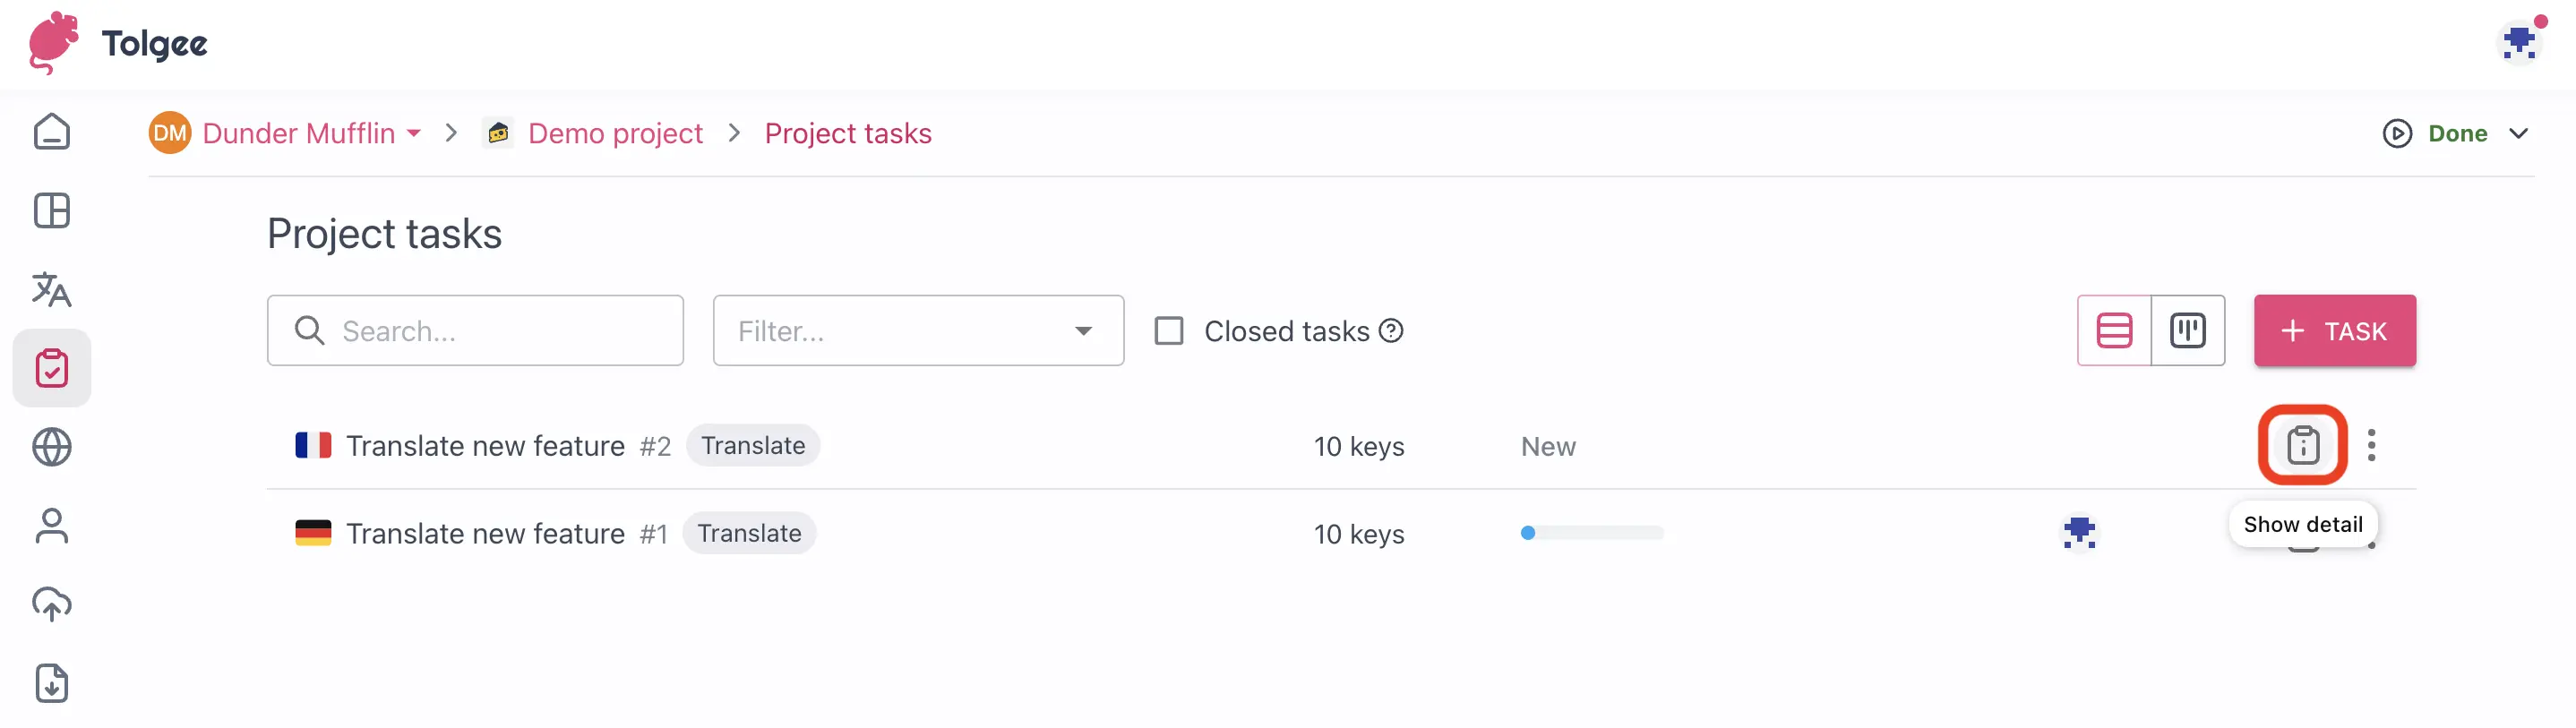 Tolgee
DM Dunder Mufflin > Demo project > Project tasks
Done
Project tasks
Search...
Filter...
Closed tasks
+ TASK
Translate new feature #2 Translate 10 keys New
Translate new feature #1 Translate 10 keys
Show detail